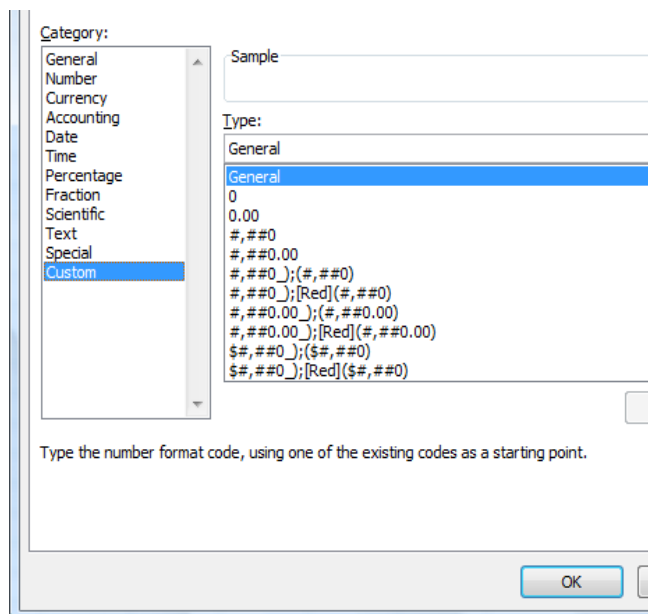 Category:
General
Number
Currency
Accounting
Date
Time
Percentage
Fraction
Scientific
Text
Special
Custom
Sample
Type:
General
General
0
0.00
#,##0
#,##0.00
#,##0_);(#,##0)
#,##0_);[Red](#,##0)
#,##0.00_);(#,##0.00)
#,##0.00_);[Red](#,##0.00)
$#,##0_);($#,##0)
$#,##0_);[Red]($#,##0)
Type the number format code, using one of the existing codes as a starting point.
OK